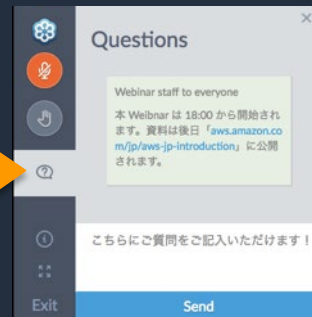 Questions
Webinar staff to everyone
本 Weibnar は 18:00 から開始され
ます。資料は後日「aws.amazon.co
m/jp/aws-jp-introduction」に公開
されます。
こちらにご質問をご記入いただけます！
Exit
Send